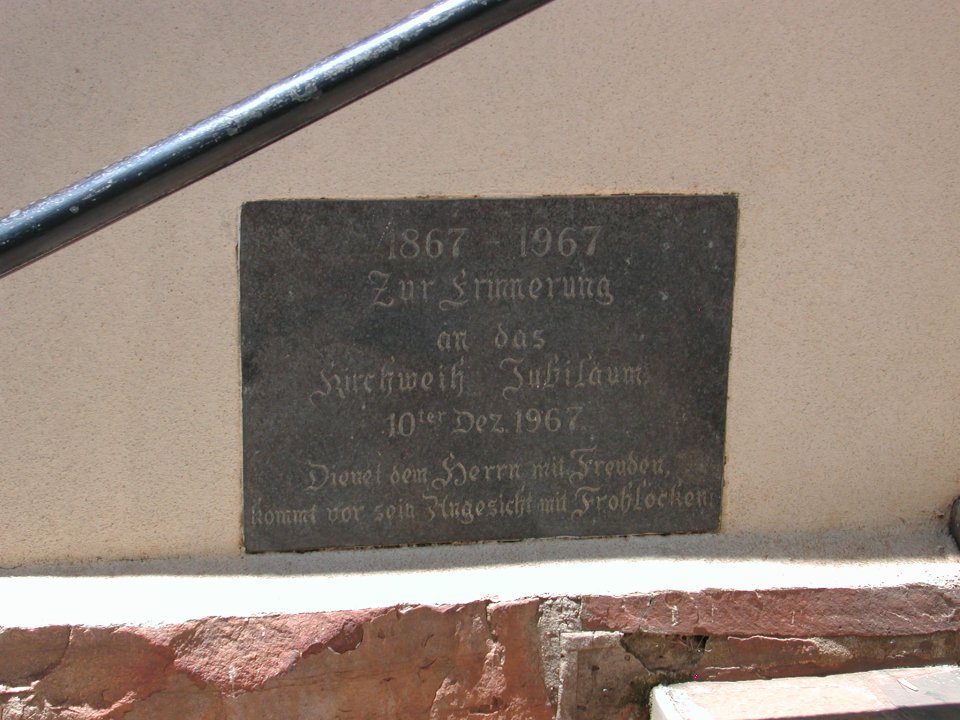 1867 - 1967
Zur Erinnerung
an das
Kirchweih Jubiläum
10ter Dez. 1967.
Dienet dem Herrn mit Freuden,
kommt vor sein Angesicht mit Frohlocken